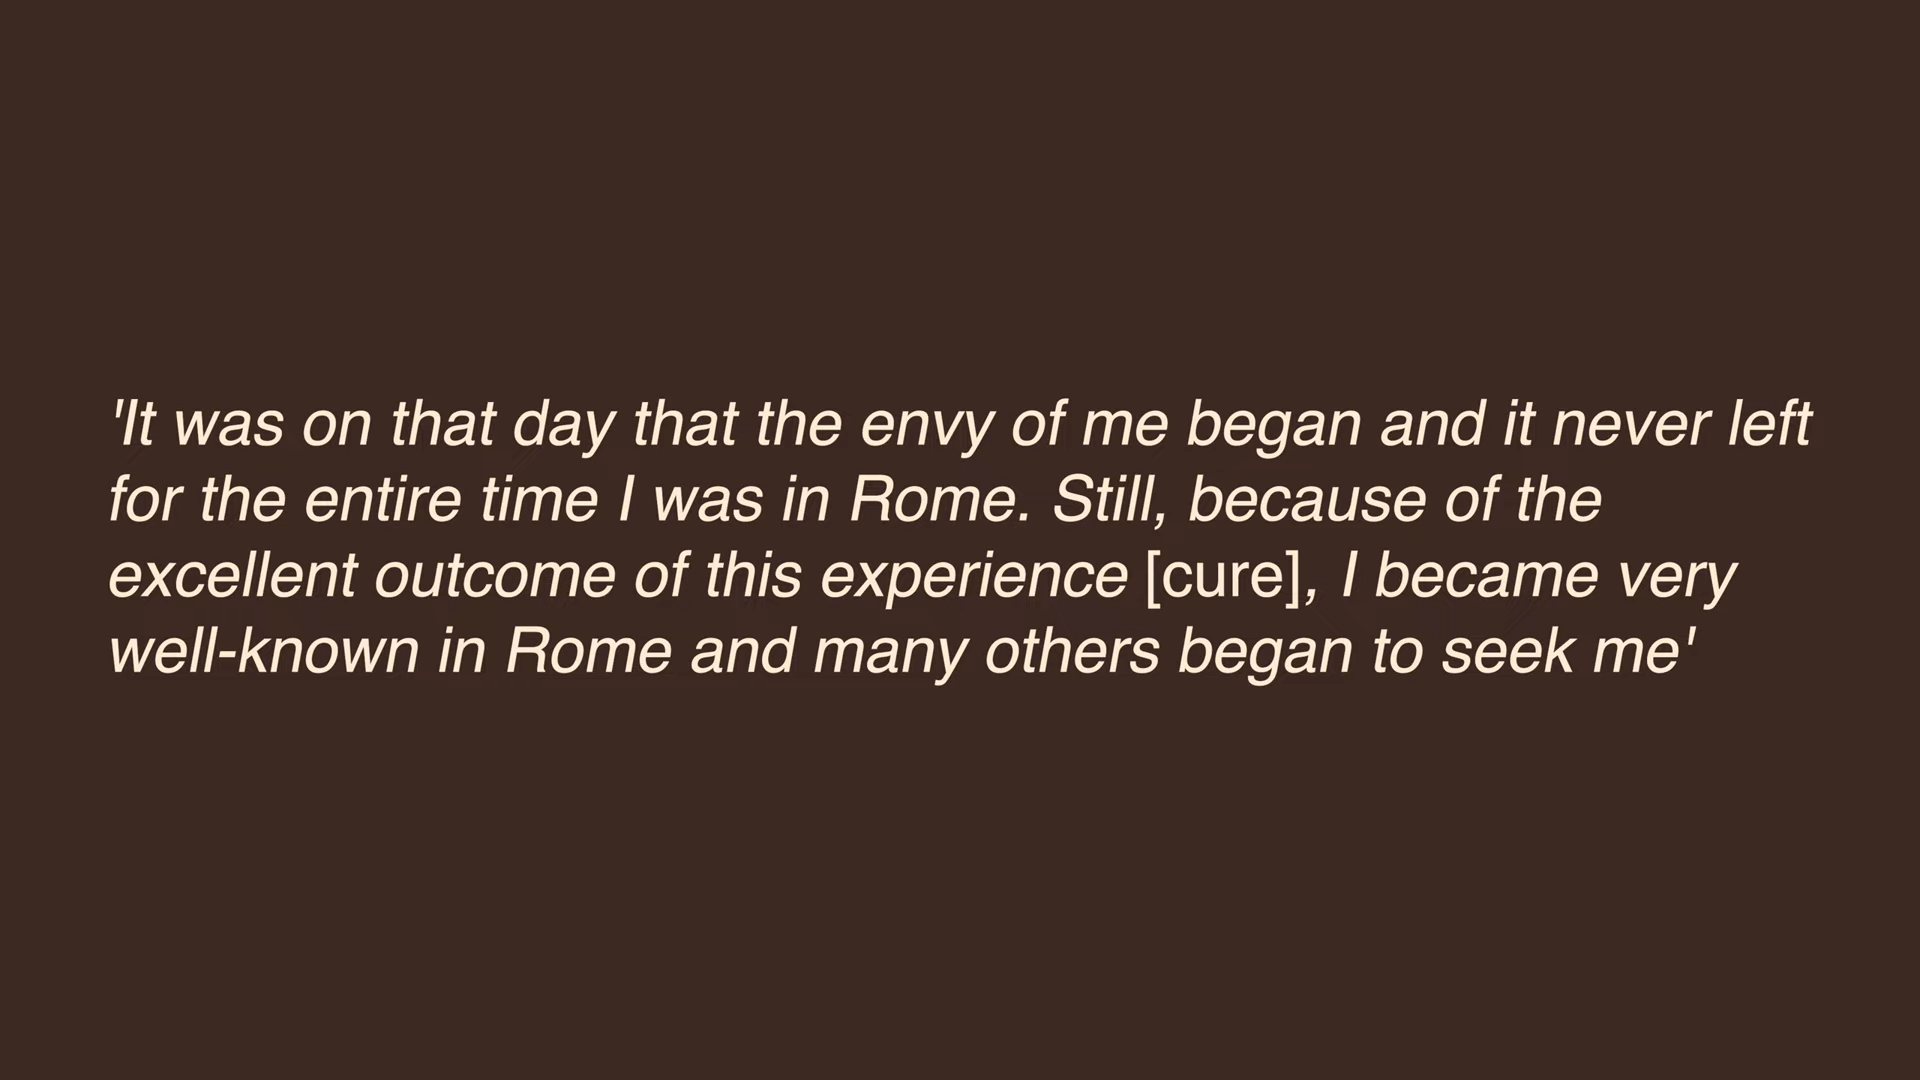 'It was on that day that the envy of me began and it never left
for the entire time I was in Rome. Still, because of the
excellent outcome of this experience [cure], I became very
well-known in Rome and many others began to seek me'